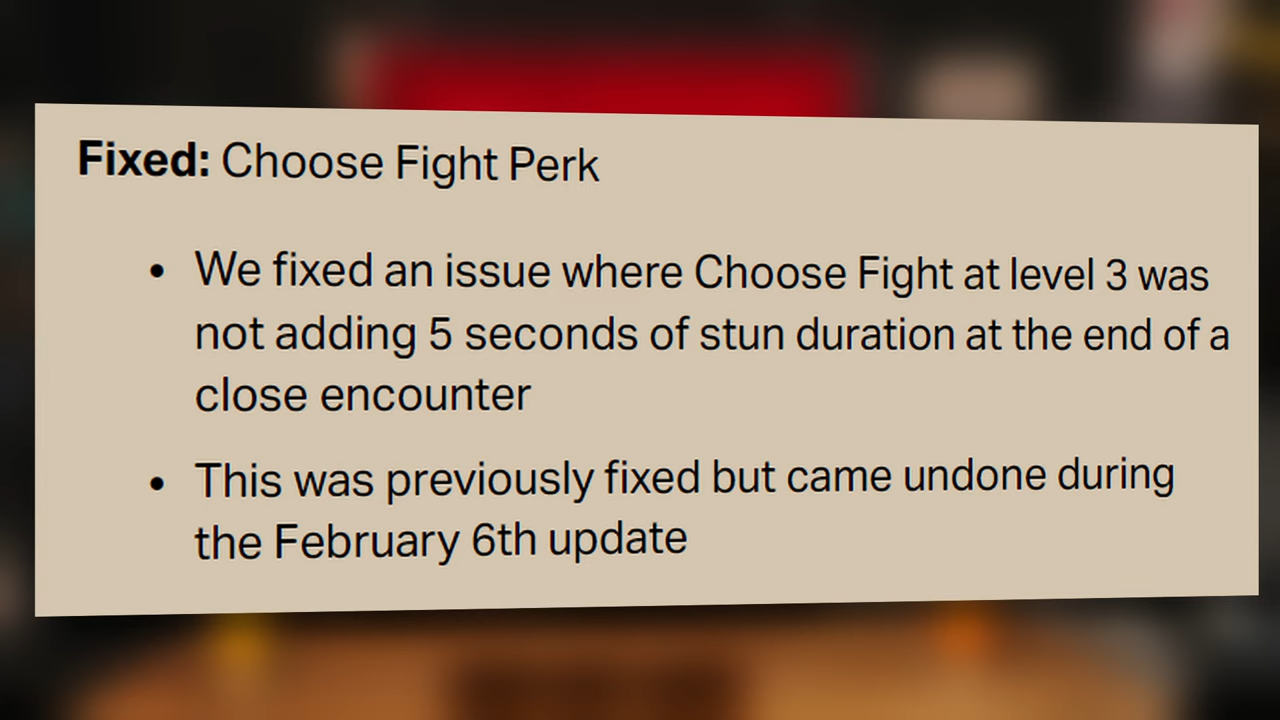 Fixed: Choose Fight Perk
• We fixed an issue where Choose Fight at level 3 was
not adding 5 seconds of stun duration at the end of a
close encounter
• This was previously fixed but came undone during
the February 6th update